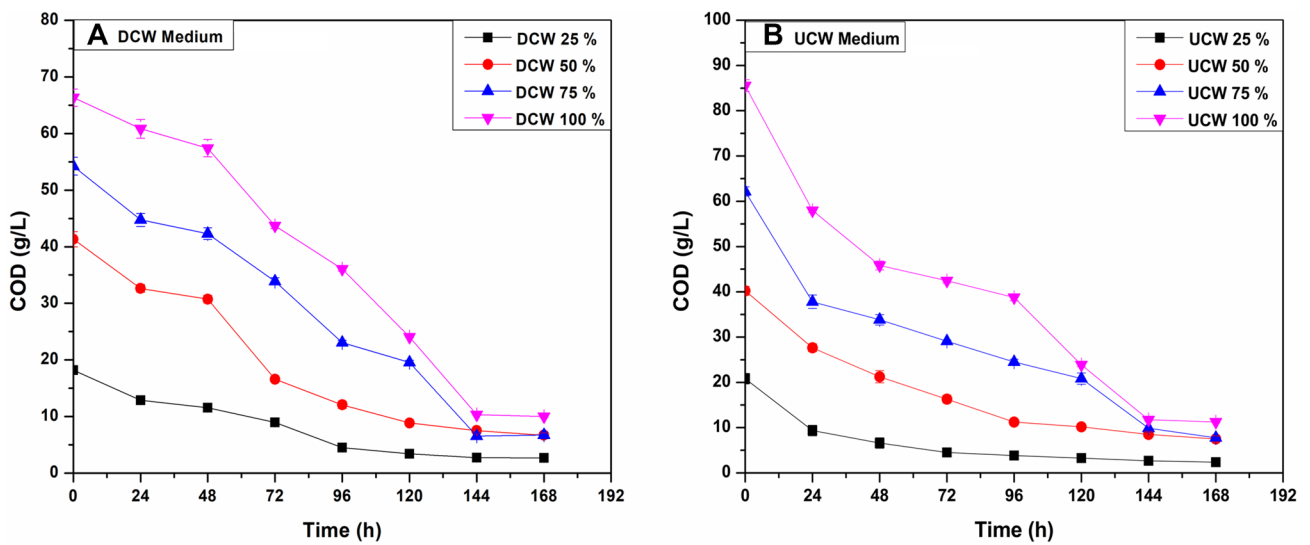 A DCW Medium
DCW 25 %
DCW 50 %
DCW 75 %
DCW 100 %
COD (g/L)
80
70
60
50
40
30
20
10
0
0 24 48 72 96 120 144 168 192
Time (h)
B UCW Medium
UCW 25 %
UCW 50 %
UCW 75 %
UCW 100 %
COD (g/L)
100
90
80
70
60
50
40
30
20
10
0
0 24 48 72 96 120 144 168 192
Time (h)